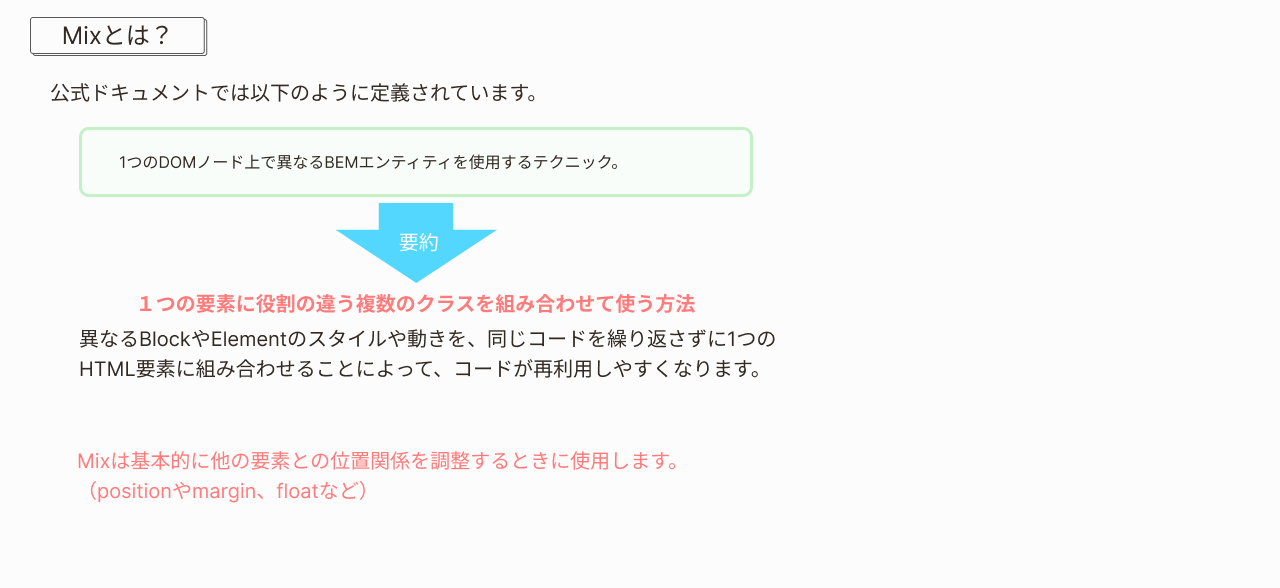 Mixとは？
公式ドキュメントでは以下のように定義されています。
1つのDOMノード上で異なるBEMエンティティを使用するテクニック。
要約
１つの要素に役割の違う複数のクラスを組み合わせて使う方法
異なるBlockやElementのスタイルや動きを、同じコードを繰り返さずに1つの
HTML要素に組み合わせることによって、コードが再利用しやすくなります。
Mixは基本的に他の要素との位置関係を調整するときに使用します。
（positionやmargin、floatなど）